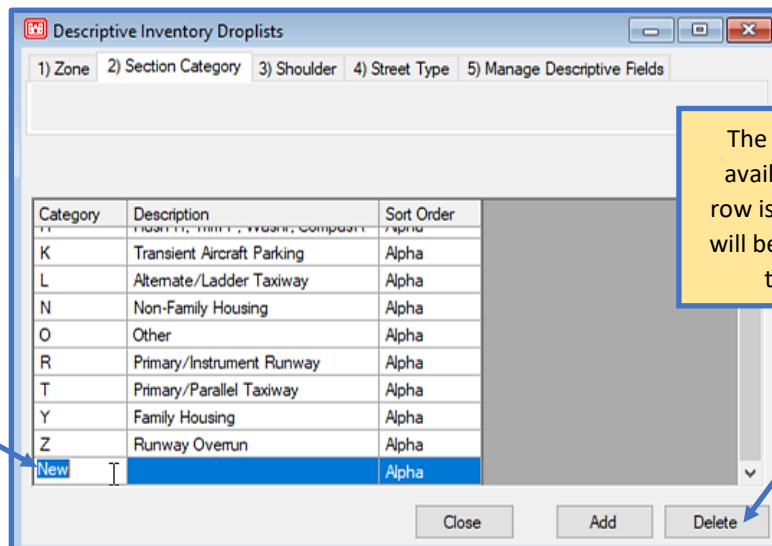 Descriptive Inventory Droplists
1) Zone 2) Section Category 3) Shoulder 4) Street Type 5) Manage Descriptive Fields
The
avail
row is
will be
t
Category Description Sort Order
K Transient Aircraft Parking Alpha
L Alternate/Ladder Taxiway Alpha
N Non-Family Housing Alpha
O Other Alpha
R Primary/Instrument Runway Alpha
T Primary/Parallel Taxiway Alpha
Y Family Housing Alpha
Z Runway Overrun Alpha
New Alpha
Close Add Delete